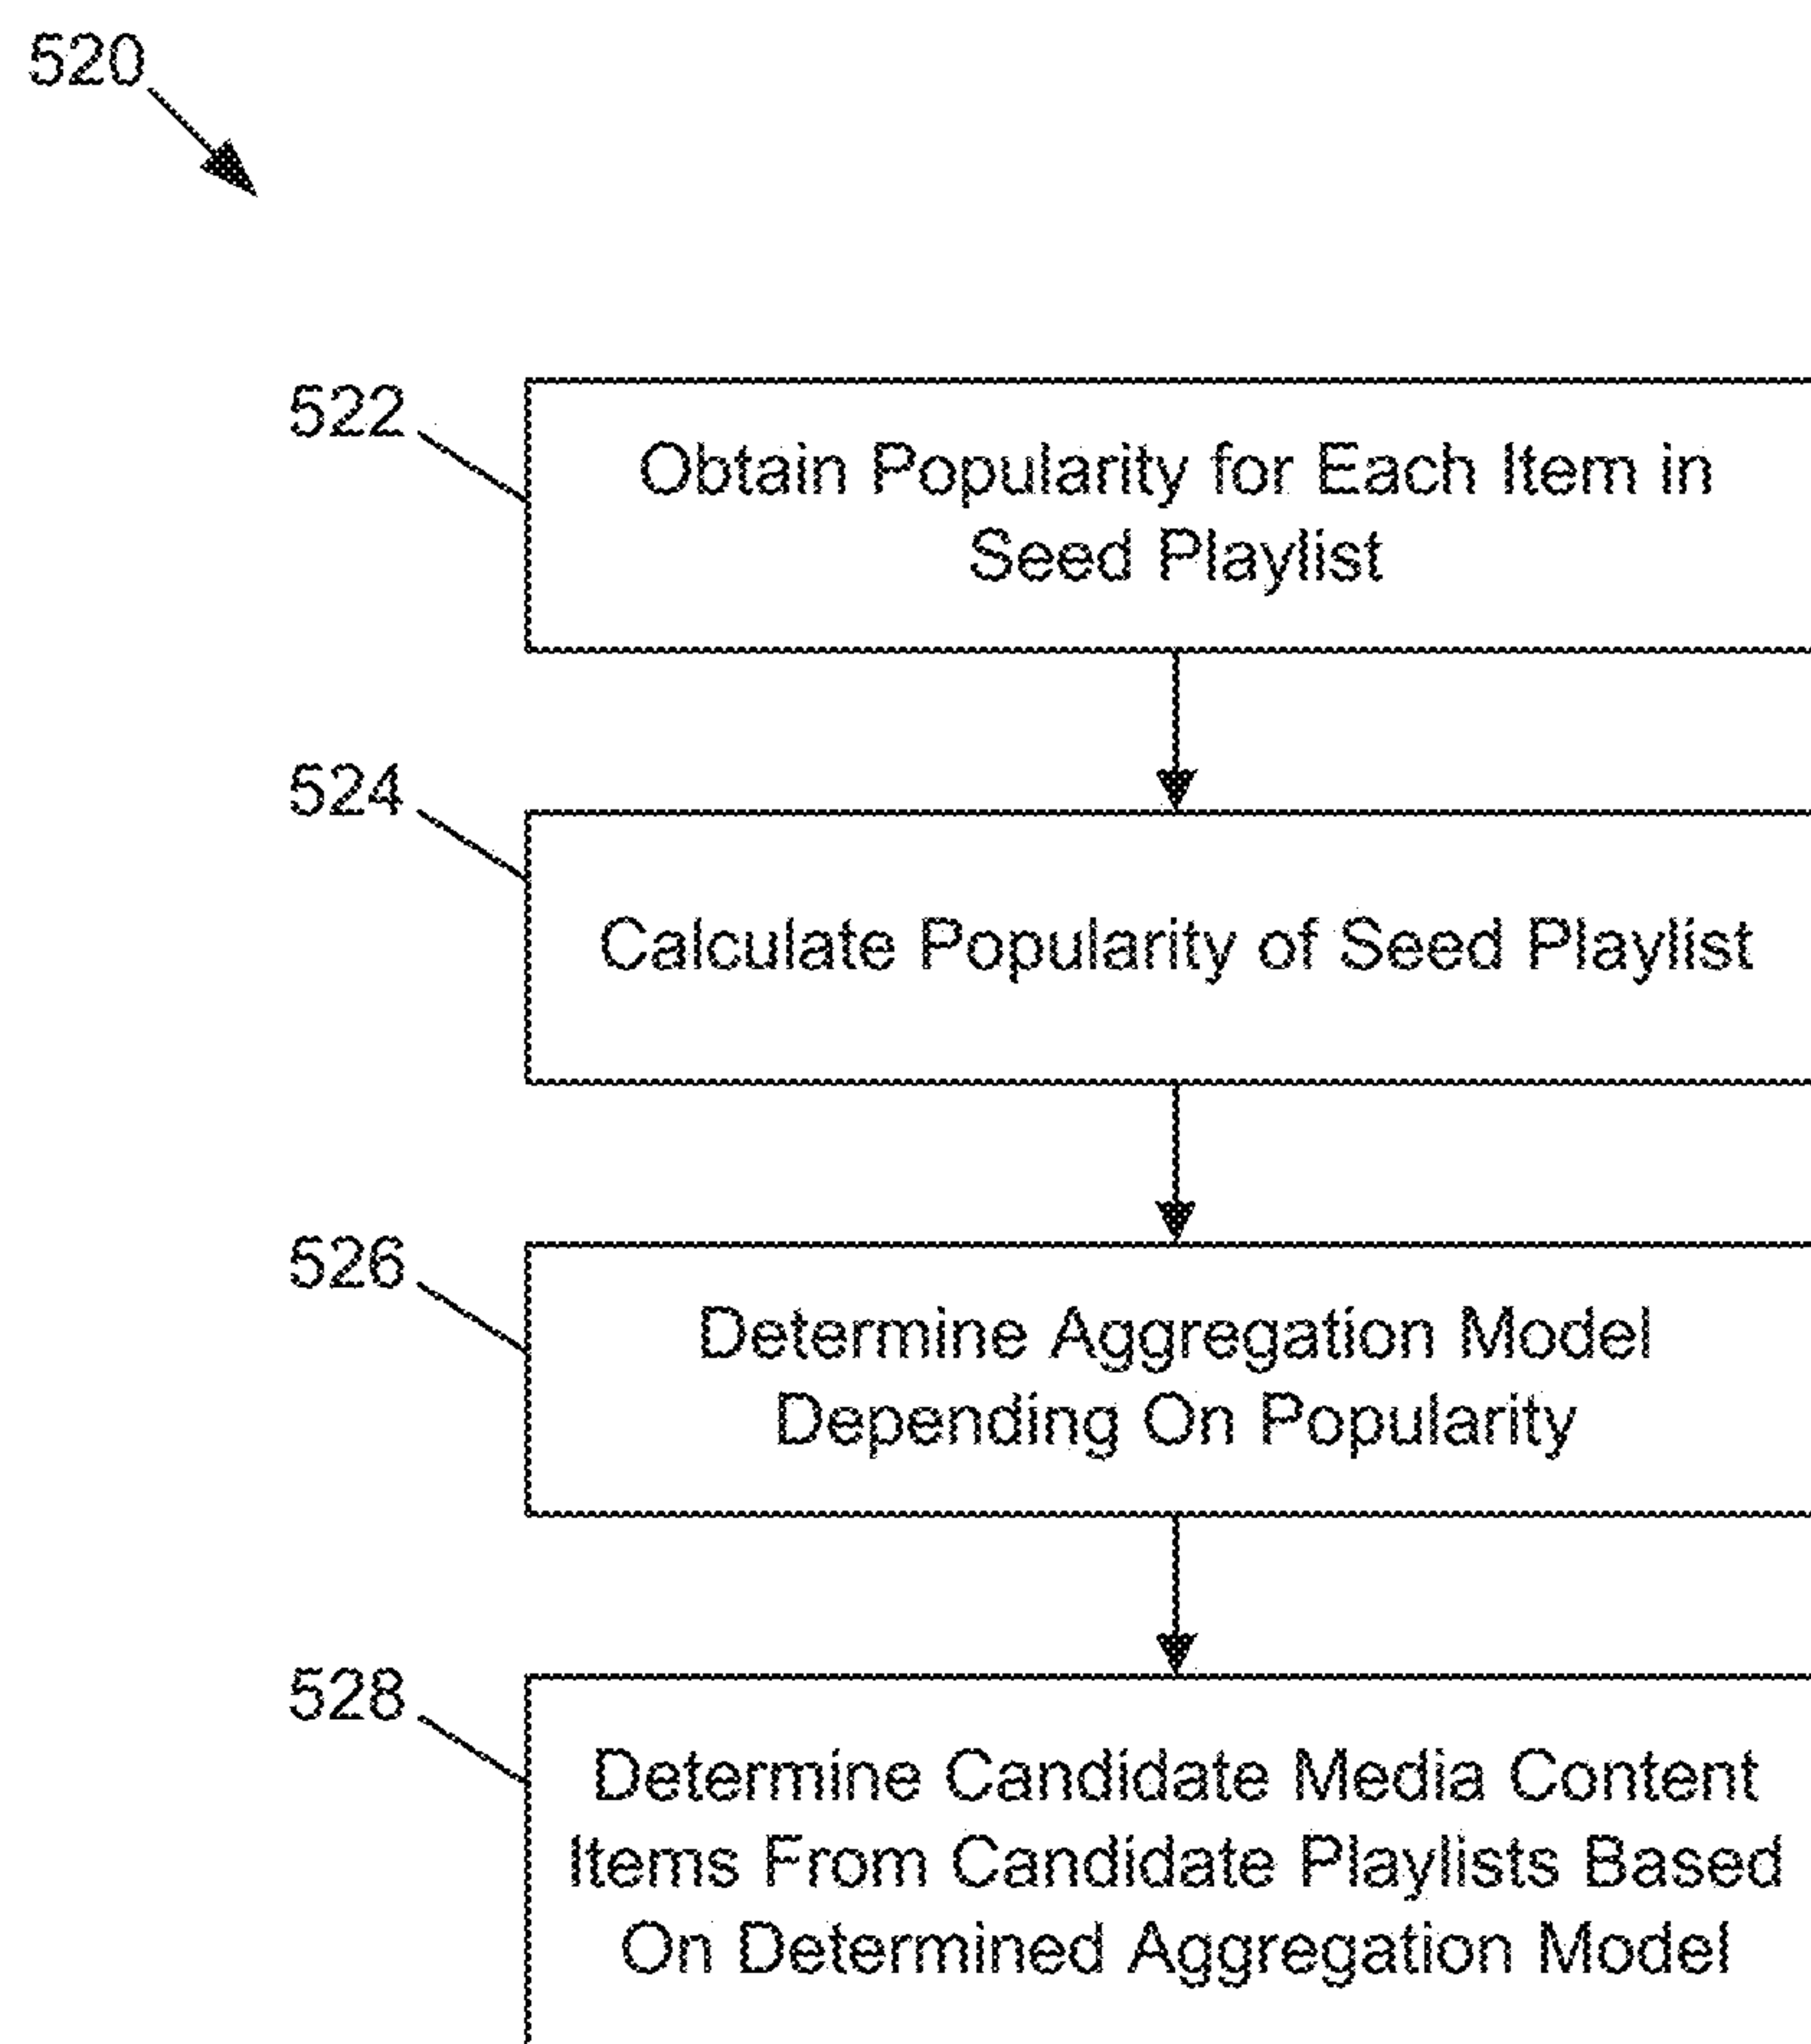 520
522
Obtain Popularity for Each Item in
Seed Playlist
524
Calculate Popularity of Seed Playlist
526
Determine Aggregation Model
Depending On Popularity
528
Determine Candidate Media Content
Items From Candidate Playlists Based
On Determined Aggregation Model